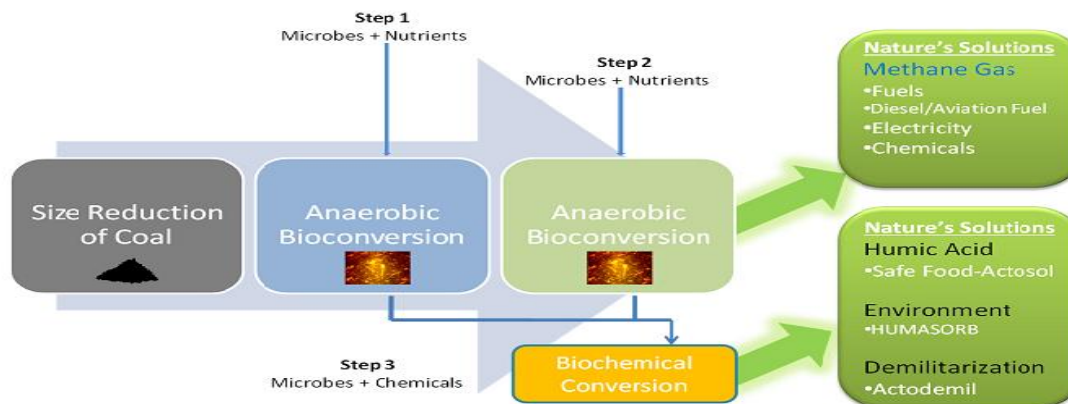 Step 1
Microbes + Nutrients
Step 2
Microbes + Nutrients
Size Reduction
of Coal
Anaerobic
Bioconversion
Anaerobic
Bioconversion
Step 3
Microbes + Chemicals
Biochemical
Conversion
Nature's Solutions
Methane Gas
•Fuels
•Diesel/Aviation Fuel
•Electricity
•Chemicals
Nature's Solutions
Humic Acid
•Safe Food-Actosol
Environment
•HUMASORB
Demilitarization
•Actodemil